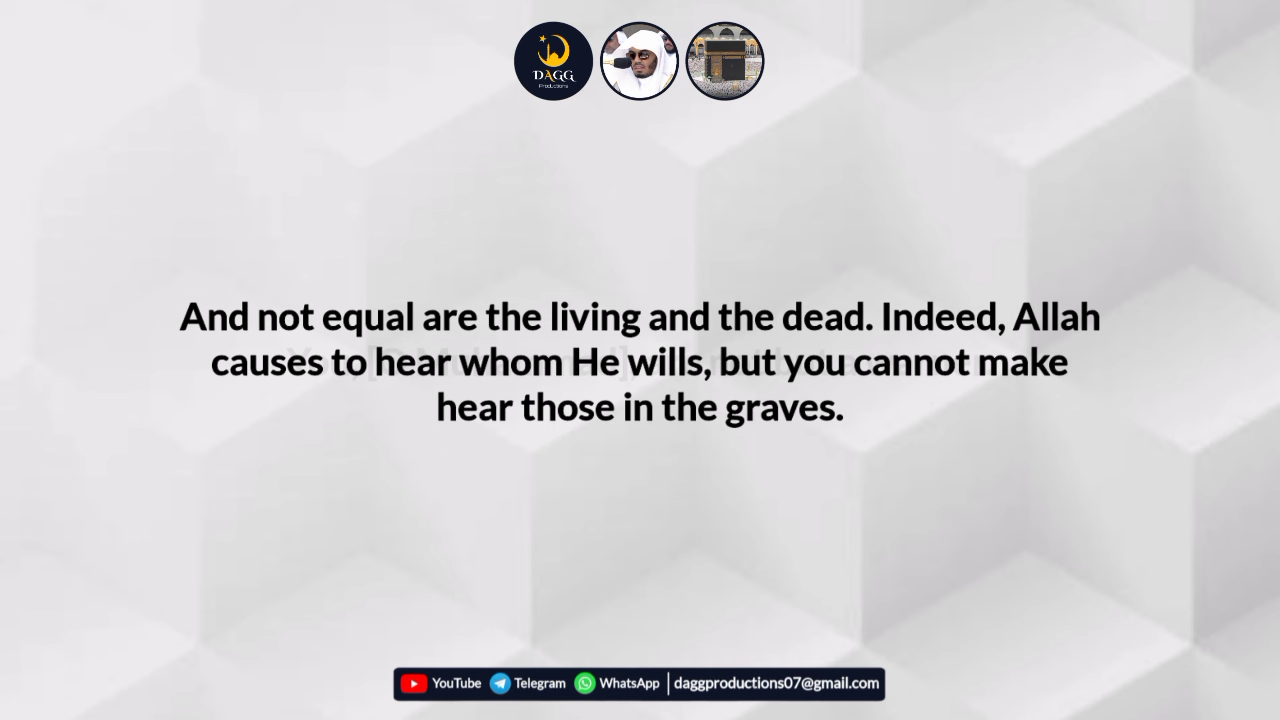 DAGG
Productions
And not equal are the living and the dead. Indeed, Allah
causes to hear whom He wills, but you cannot make
hear those in the graves.
YouTube Telegram WhatsApp | daggproductions07@gmail.com